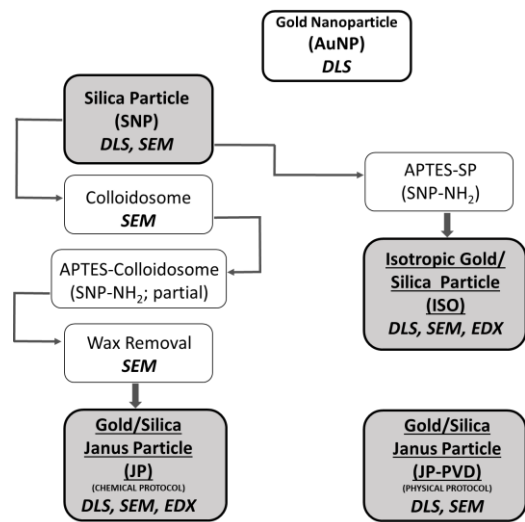 Gold Nanoparticle
(AuNP)
DLS
Silica Particle
(SNP)
DLS, SEM
APTES-SP
(SNP-NH₂)
Colloidosome
SEM
APTES-Colloidosome
(SNP-NH₂; partial)
Isotropic Gold/
Silica Particle
(ISO)
DLS, SEM, EDX
Wax Removal
SEM
Gold/Silica
Janus Particle
(JP)
(CHEMICAL PROTOCOL)
DLS, SEM, EDX
Gold/Silica
Janus Particle
(JP-PVD)
(PHYSICAL PROTOCOL)
DLS, SEM